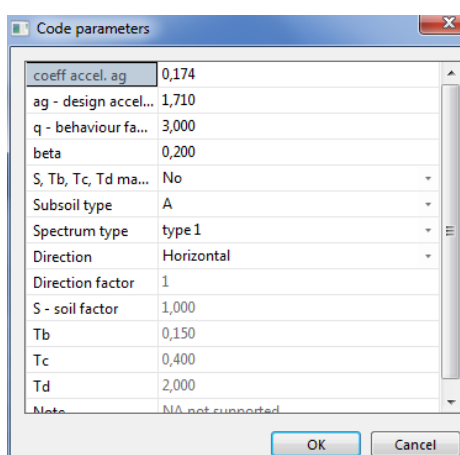 Code parameters
coeff accel. ag 0,174
ag - design accel... 1,710
q - behaviour fa... 3,000
beta 0,200
S, Tb, Tc, Td ma... No
Subsoil type A
Spectrum type type 1
Direction Horizontal
Direction factor 1
S - soil factor 1,000
Tb 0,150
Tc 0,400
Td 2,000
Note NA not supported
OK Cancel